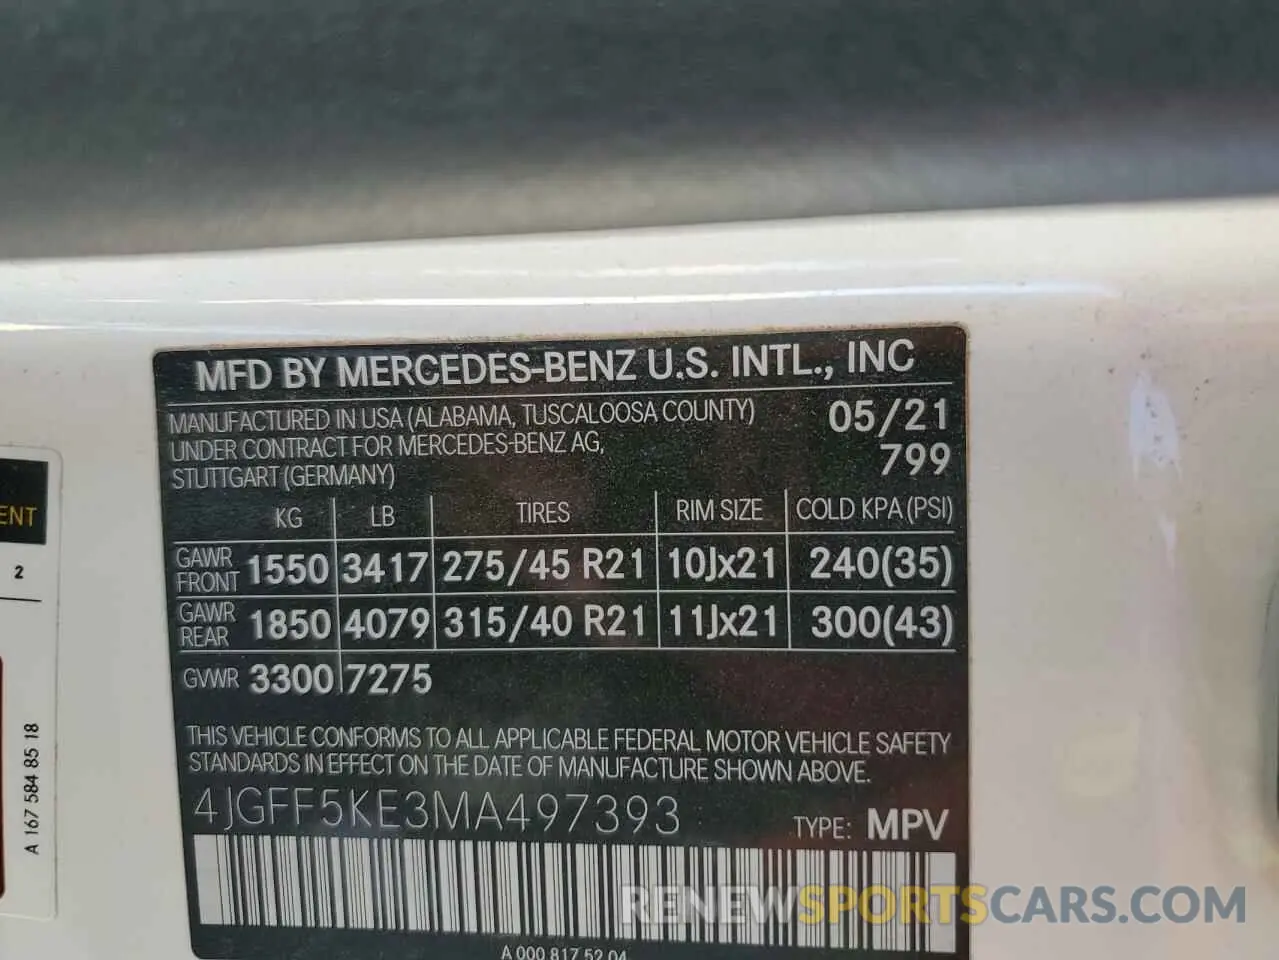 MFD BY MERCEDES-BENZ U.S. INTL., INC
MANUFACTURED IN USA (ALABAMA, TUSCALOOSA COUNTY) 05/21
UNDER CONTRACT FOR MERCEDES-BENZ AG, 799
STUTTGART (GERMANY)
KG LB TIRES RIM SIZE COLD KPA (PSI)
GAWR FRONT 1550 3417 275/45 R21 10Jx21 240(35)
GAWR REAR 1850 4079 315/40 R21 11Jx21 300(43)
GVWR 3300 7275
THIS VEHICLE CONFORMS TO ALL APPLICABLE FEDERAL MOTOR VEHICLE SAFETY
STANDARDS IN EFFECT ON THE DATE OF MANUFACTURE SHOWN ABOVE.
4JGFF5KE3MA497393 TYPE: MPV
A 000 817 52 04
ENT
2
A 167 584 85 18
RENEWSPORTSCARS.COM